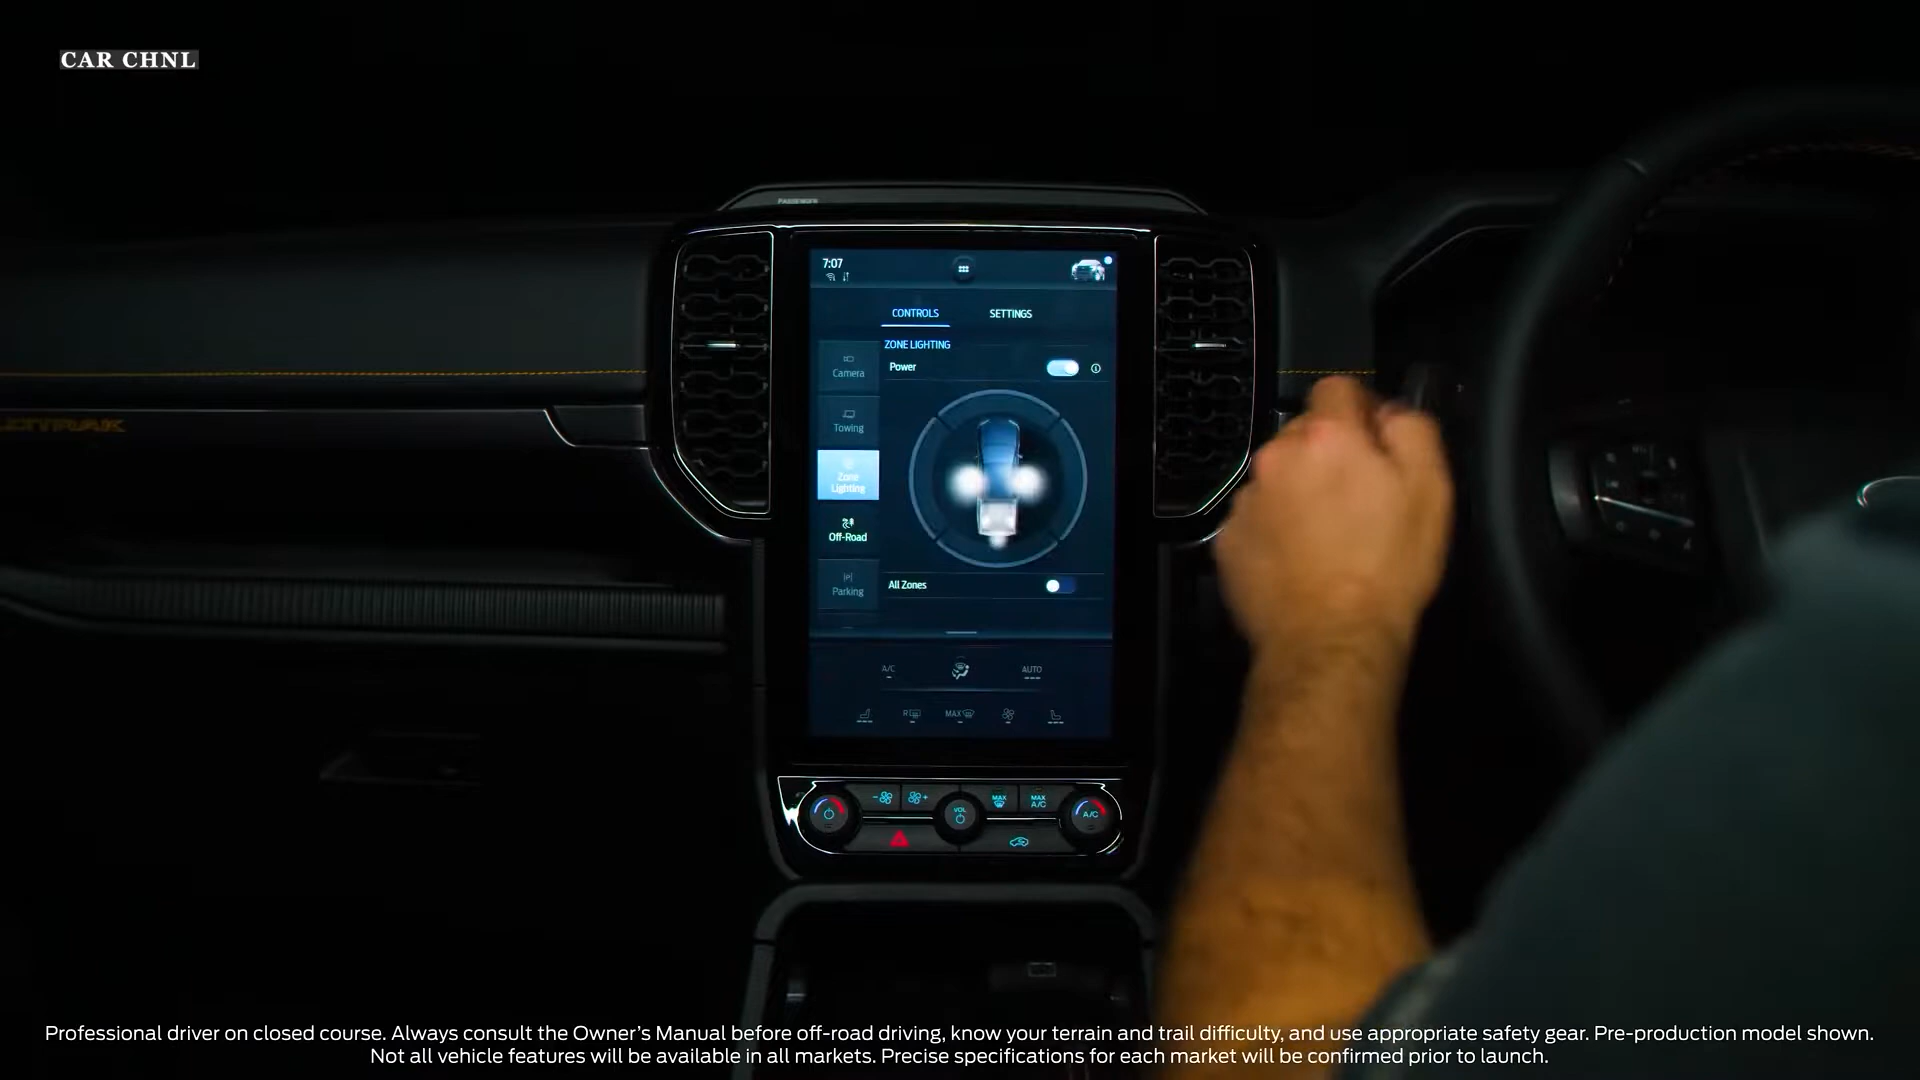 CAR CHNL
PASSENGER
7:07
CONTROLS SETTINGS
ZONE LIGHTING
Power
Camera
Towing
Zone
Lighting
Off-Road
Parking
All Zones
A/C AUTO
R MAX
MAX MAX
A/C
VOL
A/C
Professional driver on closed course. Always consult the Owner's Manual before off-road driving, know your terrain and trail difficulty, and use appropriate safety gear. Pre-production model shown.
Not all vehicle features will be available in all markets. Precise specifications for each market will be confirmed prior to launch.